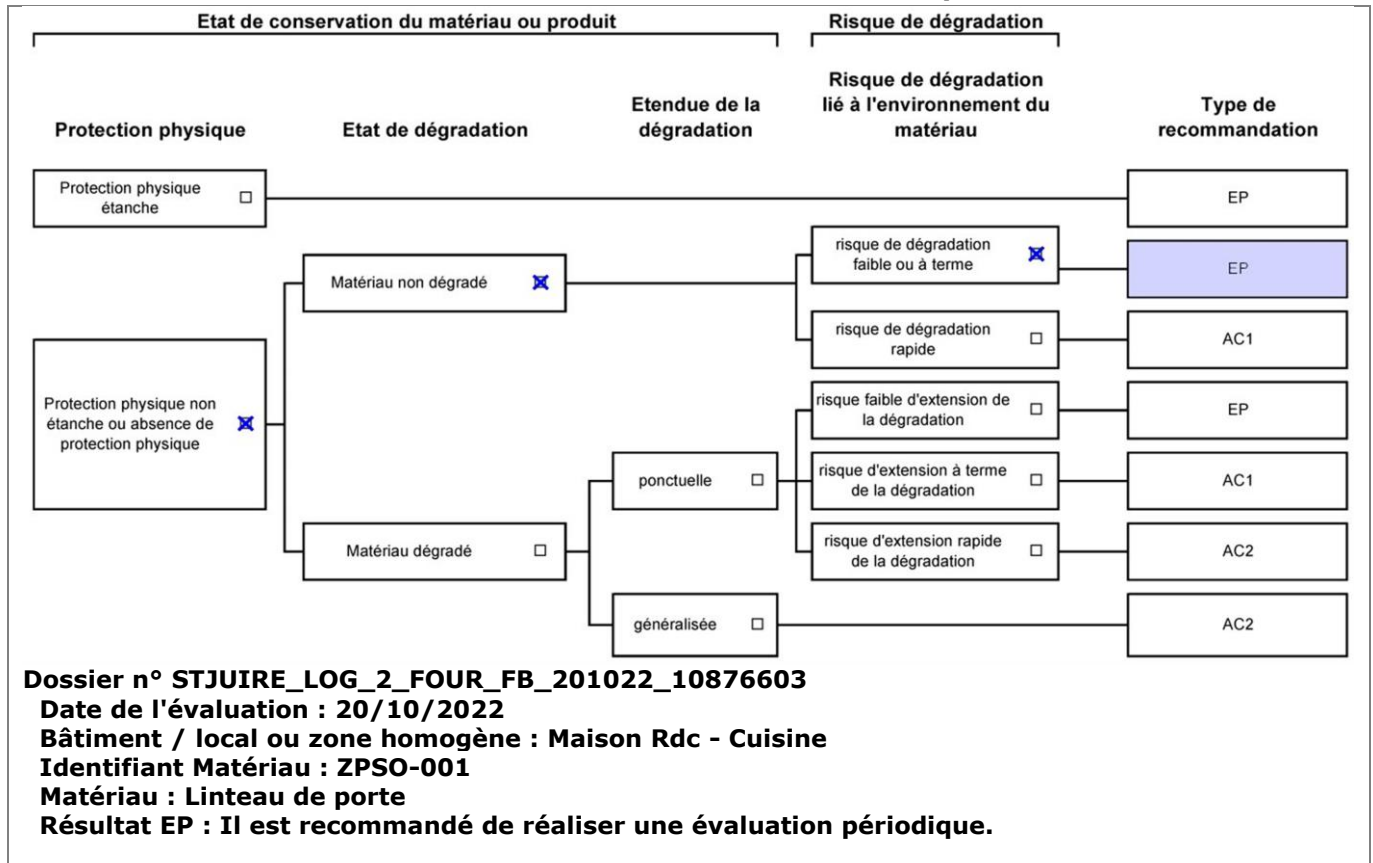 Etat de conservation du matériau ou produit
Risque de dégradation
Protection physique
Etat de dégradation
Etendue de la
dégradation
Risque de dégradation
lié à l'environnement du
matériau
Type de
recommandation
Protection physique
étanche
EP
risque de dégradation
faible ou à terme
EP
Matériau non dégradé
risque de dégradation
rapide
AC1
Protection physique non
étanche ou absence de
protection physique
risque faible d'extension de
la dégradation
EP
ponctuelle
risque d'extension à terme
de la dégradation
AC1
Matériau dégradé
risque d'extension rapide
de la dégradation
AC2
généralisée
AC2
Dossier n° STJUIRE_LOG_2_FOUR_FB_201022_10876603
Date de l'évaluation : 20/10/2022
Bâtiment / local ou zone homogène : Maison Rdc - Cuisine
Identifiant Matériau : ZPSO-001
Matériau : Linteau de porte
Résultat EP : Il est recommandé de réaliser une évaluation périodique.